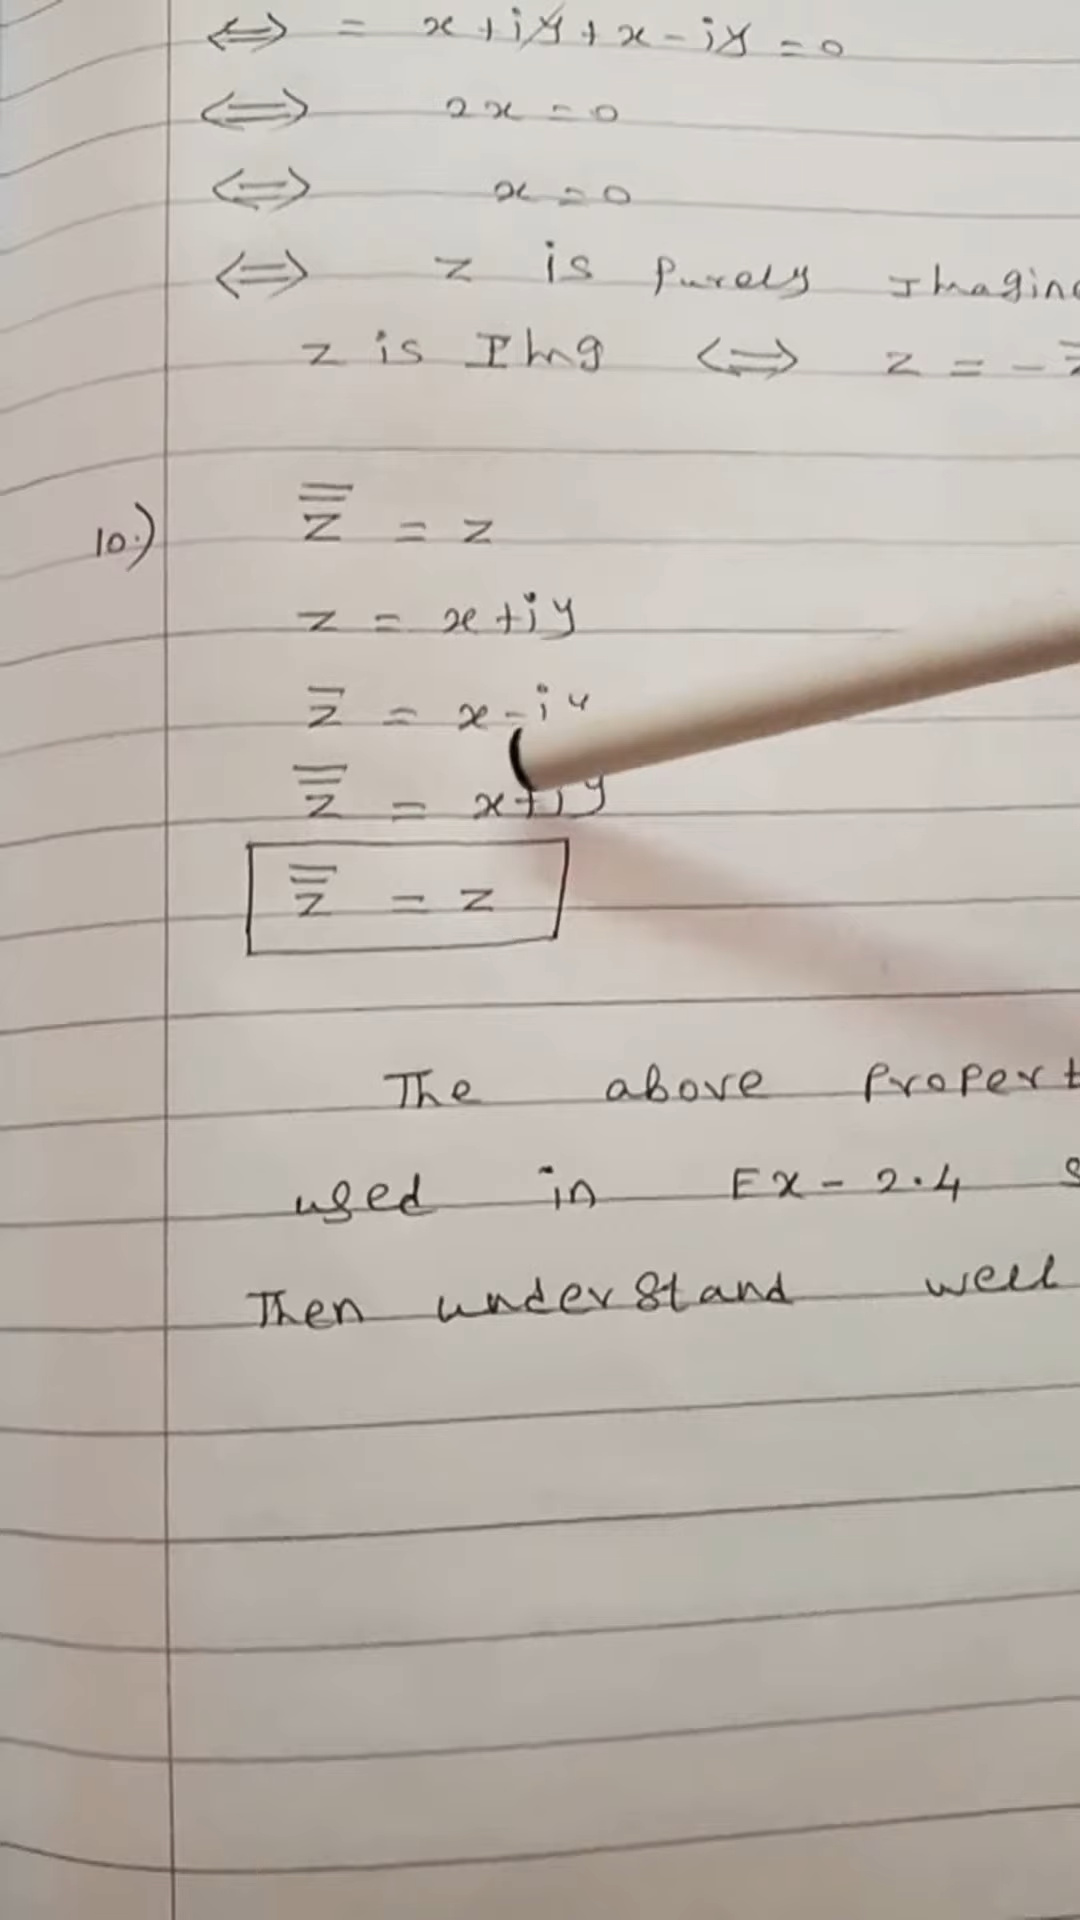 ⟺ = x + iy + x - iy = 0
⟺ 2x = 0
⟺ x = 0
⟺ z is Purely
z is Img ⟺ z = -
10.) z̿ = z
z = x + iy
z̄ = x - iy
z̿ = x + iy
z̿ = z
The above
used in EX - 2.4
Then understand well